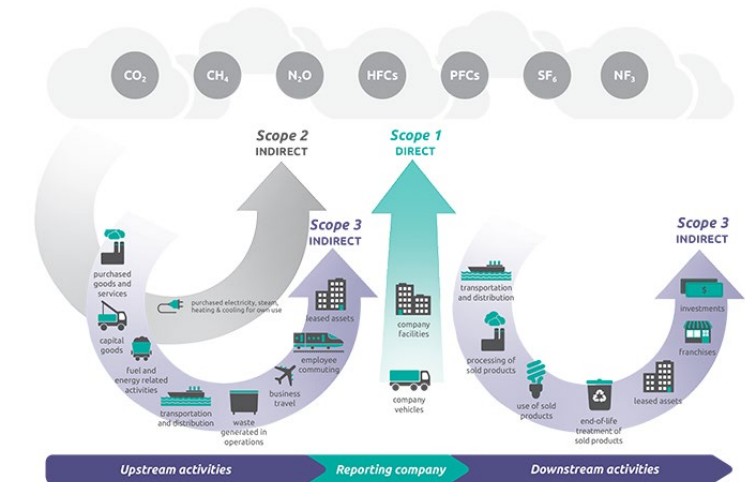 CO₂
CH₄
N₂O
HFCs
PFCs
SF₆
NF₃
Scope 2
INDIRECT
Scope 1
DIRECT
Scope 3
INDIRECT
Scope 3
INDIRECT
purchased
goods and
services
capital
goods
fuel and
energy related
activities
transportation
and distribution
waste
generated in
operations
business
travel
employee
commuting
leased assets
purchased electricity, steam,
heating & cooling for own use
company
facilities
company
vehicles
transportation
and distribution
processing of
sold products
use of sold
products
end-of-life
treatment of
sold products
leased assets
franchises
$
investments
Upstream activities
Reporting company
Downstream activities